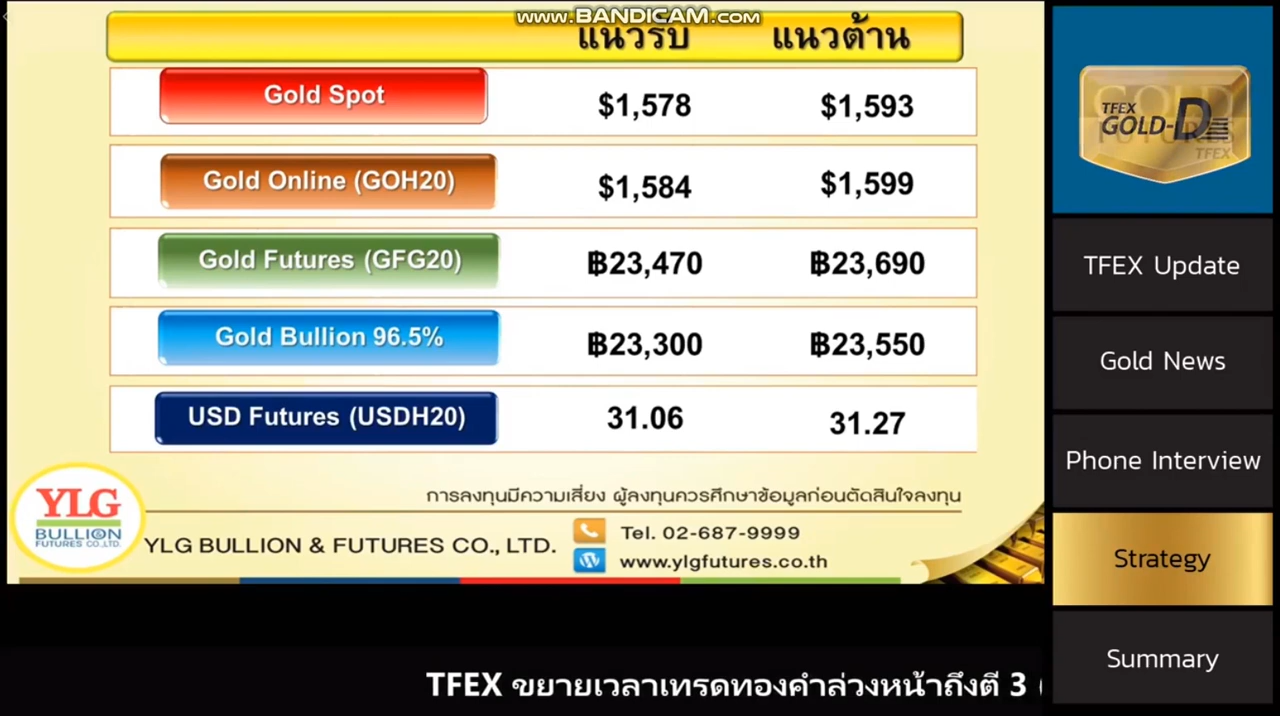 www.BANDICAM.com
แนวรับ แนวต้าน
Gold Spot $1,578 $1,593
Gold Online (GOH20) $1,584 $1,599
Gold Futures (GFG20) ฿23,470 ฿23,690
Gold Bullion 96.5% ฿23,300 ฿23,550
USD Futures (USDH20) 31.06 31.27
การลงทุนมีความเสี่ยง ผู้ลงทุนควรศึกษาข้อมูลก่อนตัดสินใจลงทุน
YLG
BULLION
FUTURES CO.,LTD.
YLG BULLION & FUTURES CO., LTD.
Tel. 02-687-9999
www.ylgfutures.co.th
TFEX ขยายเวลาเทรดทองคำล่วงหน้าถึงตี 3
GOLD
TFEX
GOLD-D
FUTURES
TFEX
TFEX Update
Gold News
Phone Interview
Strategy
Summary